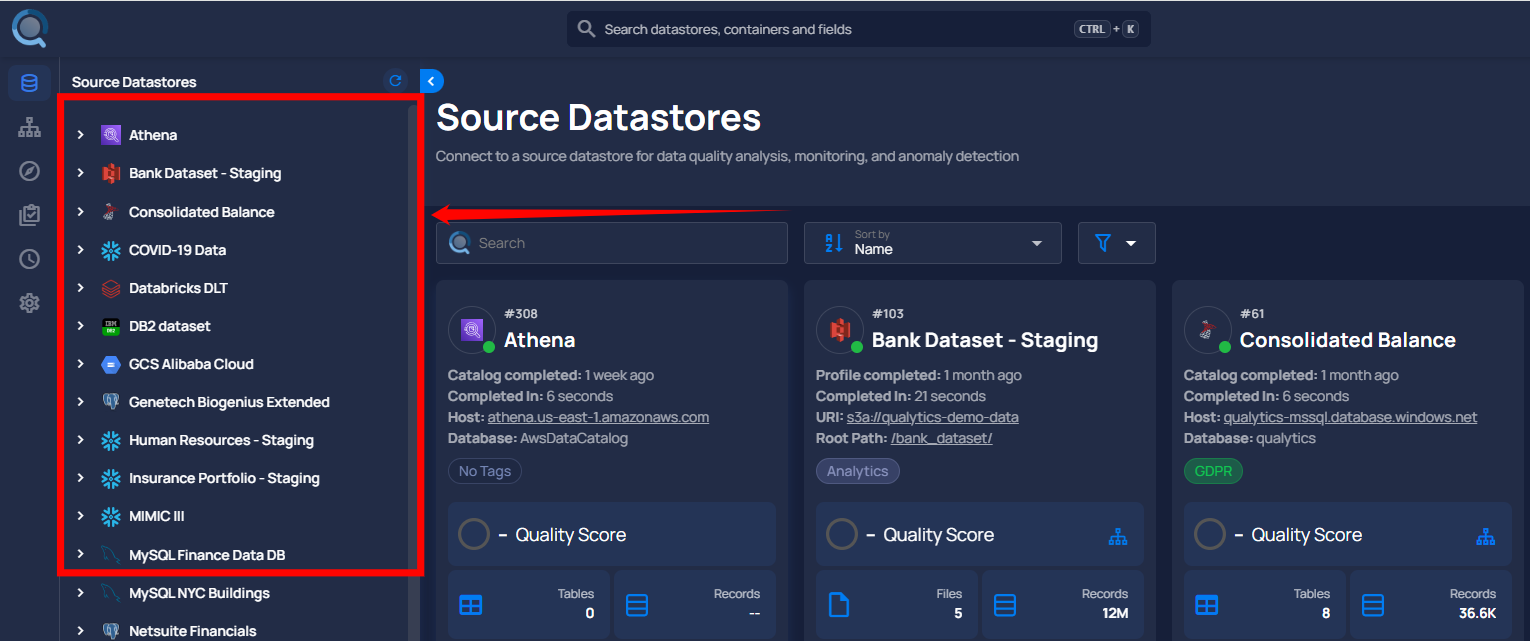 Search datastores, containers and fields
CTRL + K
Source Datastores
Athena
Bank Dataset - Staging
Consolidated Balance
COVID-19 Data
Databricks DLT
DB2 dataset
GCS Alibaba Cloud
Genetech Biogenius Extended
Human Resources - Staging
Insurance Portfolio - Staging
MIMIC III
MySQL Finance Data DB
MySQL NYC Buildings
Netsuite Financials
Source Datastores
Connect to a source datastore for data quality analysis, monitoring, and anomaly detection
Search
Sort by
Name
#308
Athena
Catalog completed: 1 week ago
Completed In: 6 seconds
Host: athena.us-east-1.amazonaws.com
Database: AwsDataCatalog
No Tags
– Quality Score
Tables
0
Records
--
#103
Bank Dataset - Staging
Profile completed: 1 month ago
Completed In: 21 seconds
URI: s3a://qualytics-demo-data
Root Path: /bank_dataset/
Analytics
– Quality Score
Files
5
Records
12M
#61
Consolidated Balance
Catalog completed: 1 month ago
Completed In: 6 seconds
Host: qualytics-mssql.database.windows.net
Database: qualytics
GDPR
– Quality Score
Tables
8
Records
36.6K